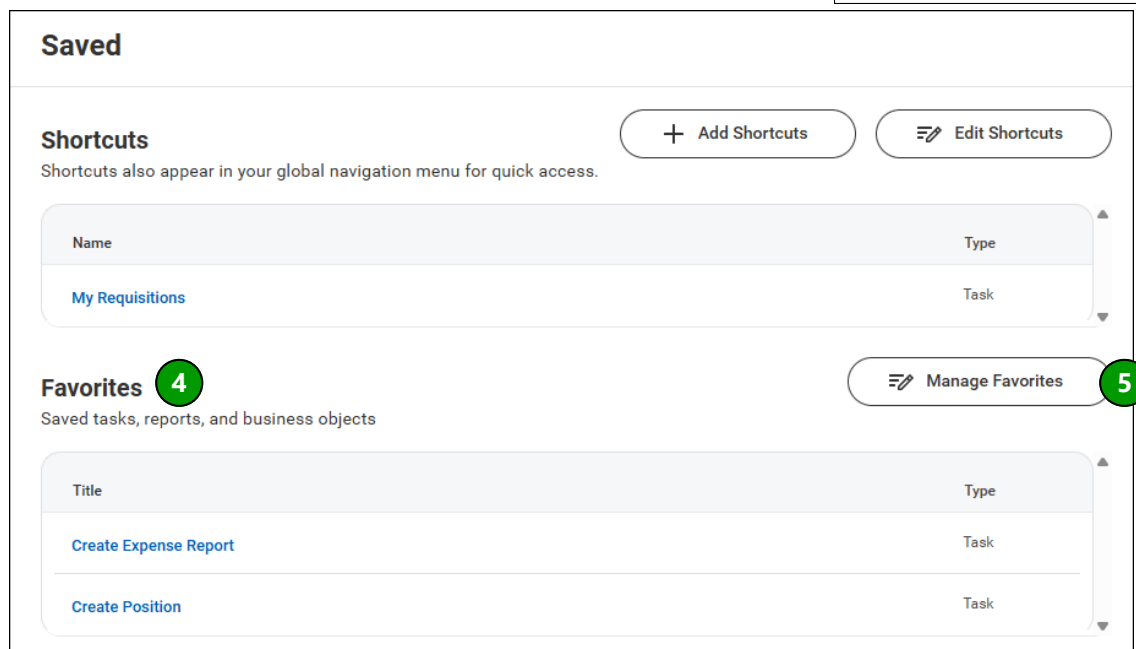 Saved
Shortcuts
+ Add Shortcuts
Edit Shortcuts
Shortcuts also appear in your global navigation menu for quick access.
Name Type
My Requisitions Task
Favorites 4
Manage Favorites 5
Saved tasks, reports, and business objects
Title Type
Create Expense Report Task
Create Position Task